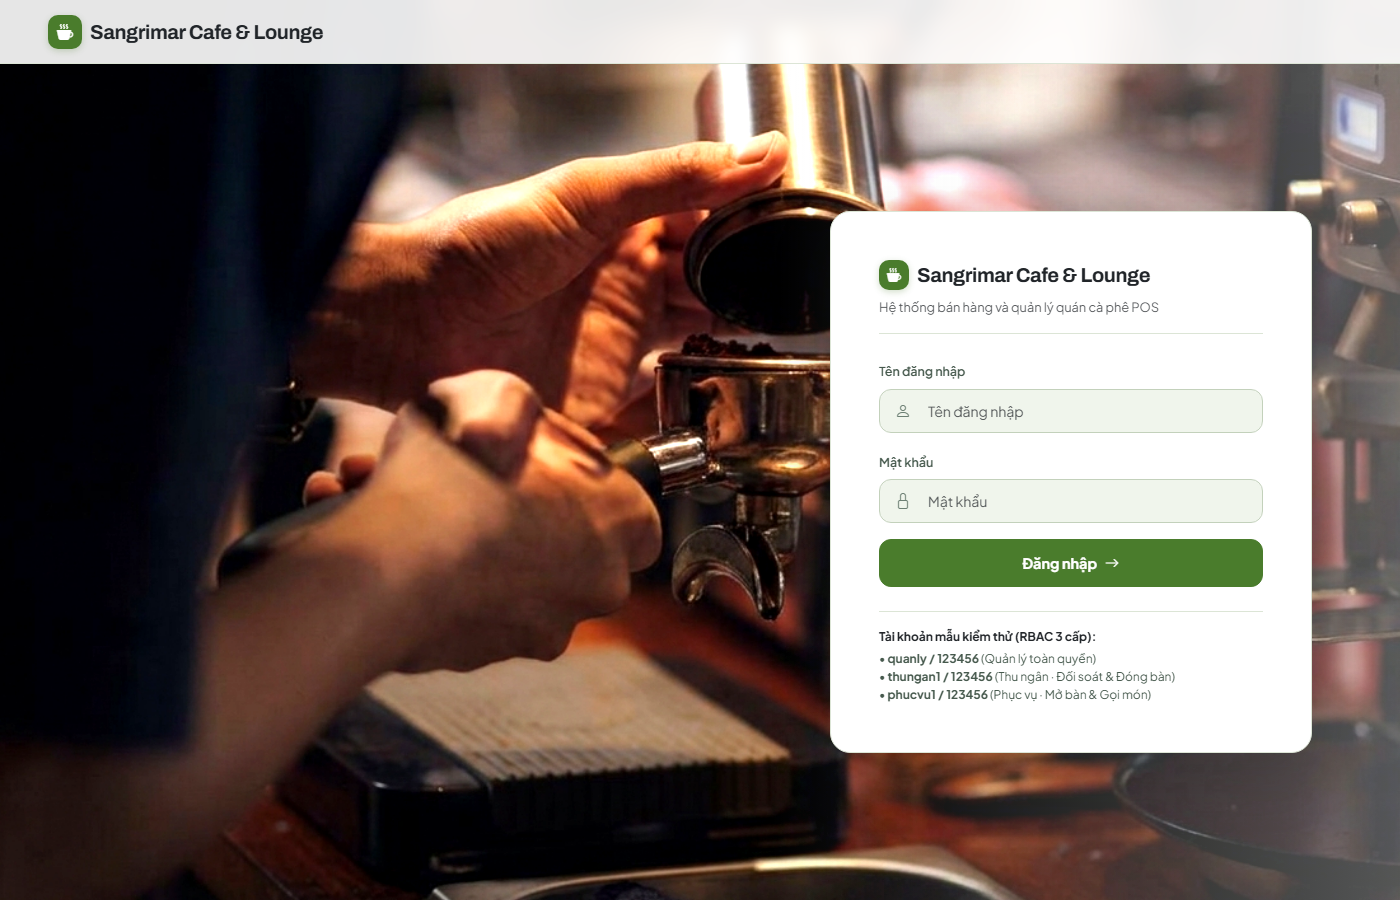 Sangrimar Cafe & Lounge
Sangrimar Cafe & Lounge
Hệ thống bán hàng và quản lý quán cà phê POS
Tên đăng nhập
Tên đăng nhập
Mật khẩu
Mật khẩu
Đăng nhập →
Tài khoản mẫu kiểm thử (RBAC 3 cấp):
• quanly / 123456 (Quản lý toàn quyền)
• thungan1 / 123456 (Thu ngân · Đối soát & Đóng bàn)
• phucvu1 / 123456 (Phục vụ · Mở bàn & Gọi món)